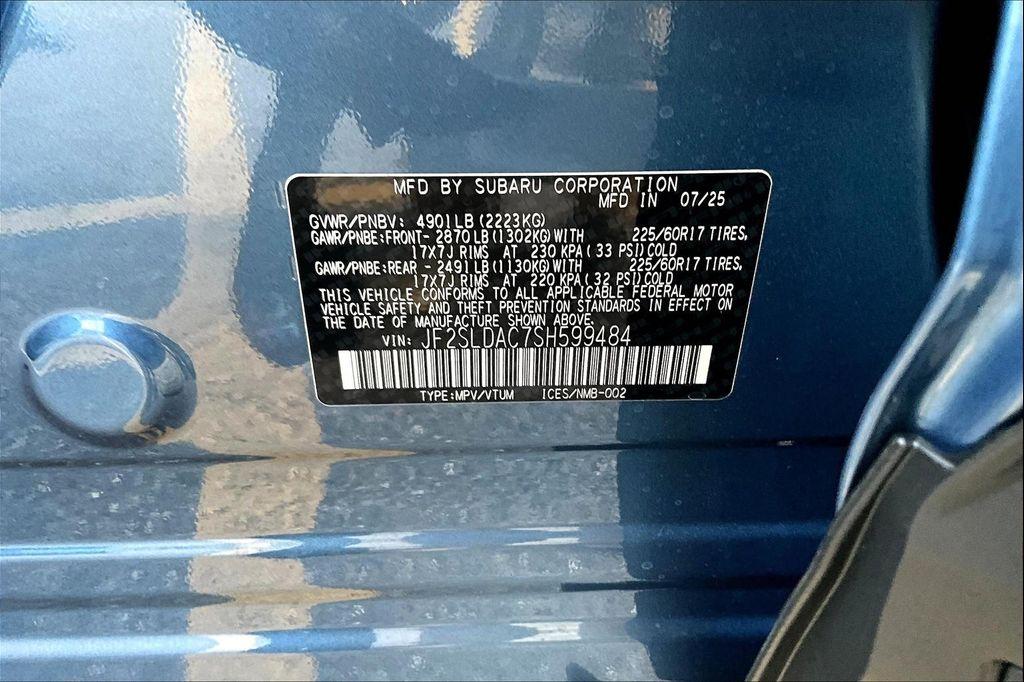 MFD BY SUBARU CORPORATION
MFD IN 07/25
GVWR/PNBV: 4901LB(2223KG)
GAWR/PNBE:FRONT- 2870LB(1302KG)WITH 225/60R17 TIRES,
17X7J RIMS AT 230 KPA(33 PSI)COLD
GAWR/PNBE:REAR - 2491LB(1130KG)WITH 225/60R17 TIRES,
17X7J RIMS AT 220 KPA(32 PSI)COLD
THIS VEHICLE CONFORMS TO ALL APPLICABLE FEDERAL MOTOR
VEHICLE SAFETY AND THEFT PREVENTION STANDARDS IN EFFECT ON
THE DATE OF MANUFACTURE SHOWN ABOVE
VIN: JF2SLDAC7SH599484
TYPE:MPV/VTUM ICES/NMB-002